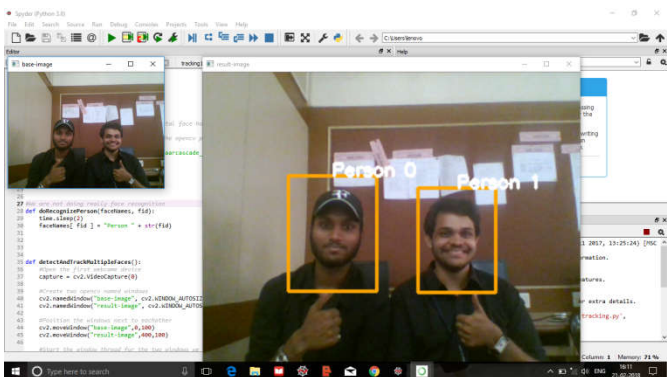 Spyder (Python 3.6)
File Edit Search Source Run Debug Consoles Projects Tools View Help
C:\Users\lenovo
Editor
Help
base-image
tracking
result-image
27 #We are not doing really face recognition
28 def doRecognizePerson(faceNames, fid):
29 time.sleep(2)
30 faceNames[ fid ] = "Person " + str(fid)
31
32
33
34
35 def detectAndTrackMultipleFaces():
36 #Open the first webcame device
37 capture = cv2.VideoCapture(0)
38
39 #Create two opencv named windows
40 cv2.namedWindow("base-image", cv2.WINDOW_AUTOSIZ
41 cv2.namedWindow("result-image", cv2.WINDOW_AUTOS
42
43 #Position the windows next to eachother
44 cv2.moveWindow("base-image",0,100)
45 cv2.moveWindow("result-image",400,100)
46
#Start the window thread for the two windows we
Person 0
Person 1
using
the
writing
1 2017, 13:25:24) [MSC
rmation.
atures.
or extra details.
tracking.py',
Column: 1 Memory: 71 %
Type here to search
ENG
16:11
21-02-2018